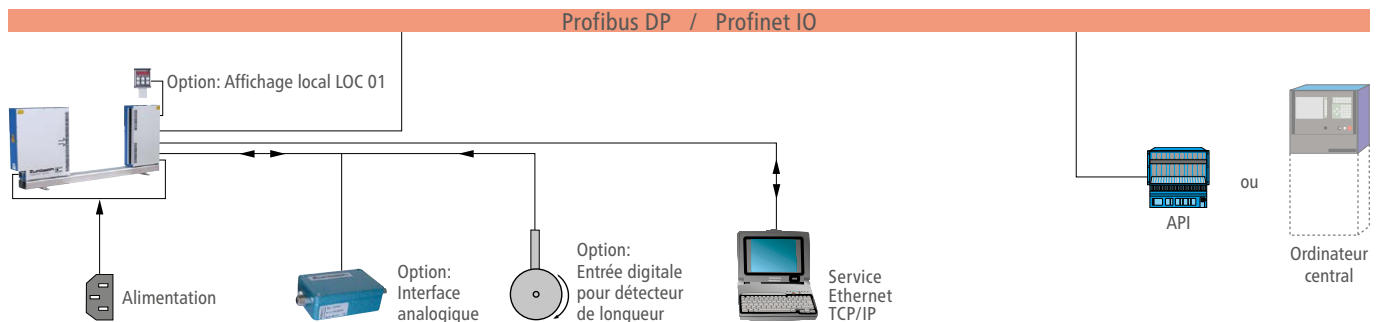 Profibus DP / Profinet IO
Option: Affichage local LOC 01
Alimentation
Option:
Interface
analogique
Option:
Entrée digitale
pour détecteur
de longueur
Service
Ethernet
TCP/IP
API
ou
Ordinateur
central